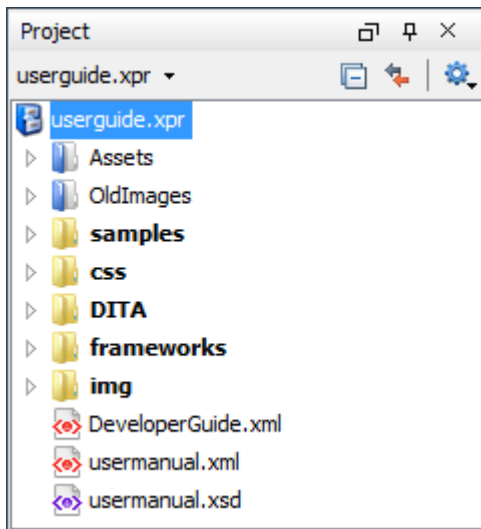 Project
userguide.xpr
userguide.xpr
Assets
OldImages
samples
css
DITA
frameworks
img
DeveloperGuide.xml
usermanual.xml
usermanual.xsd